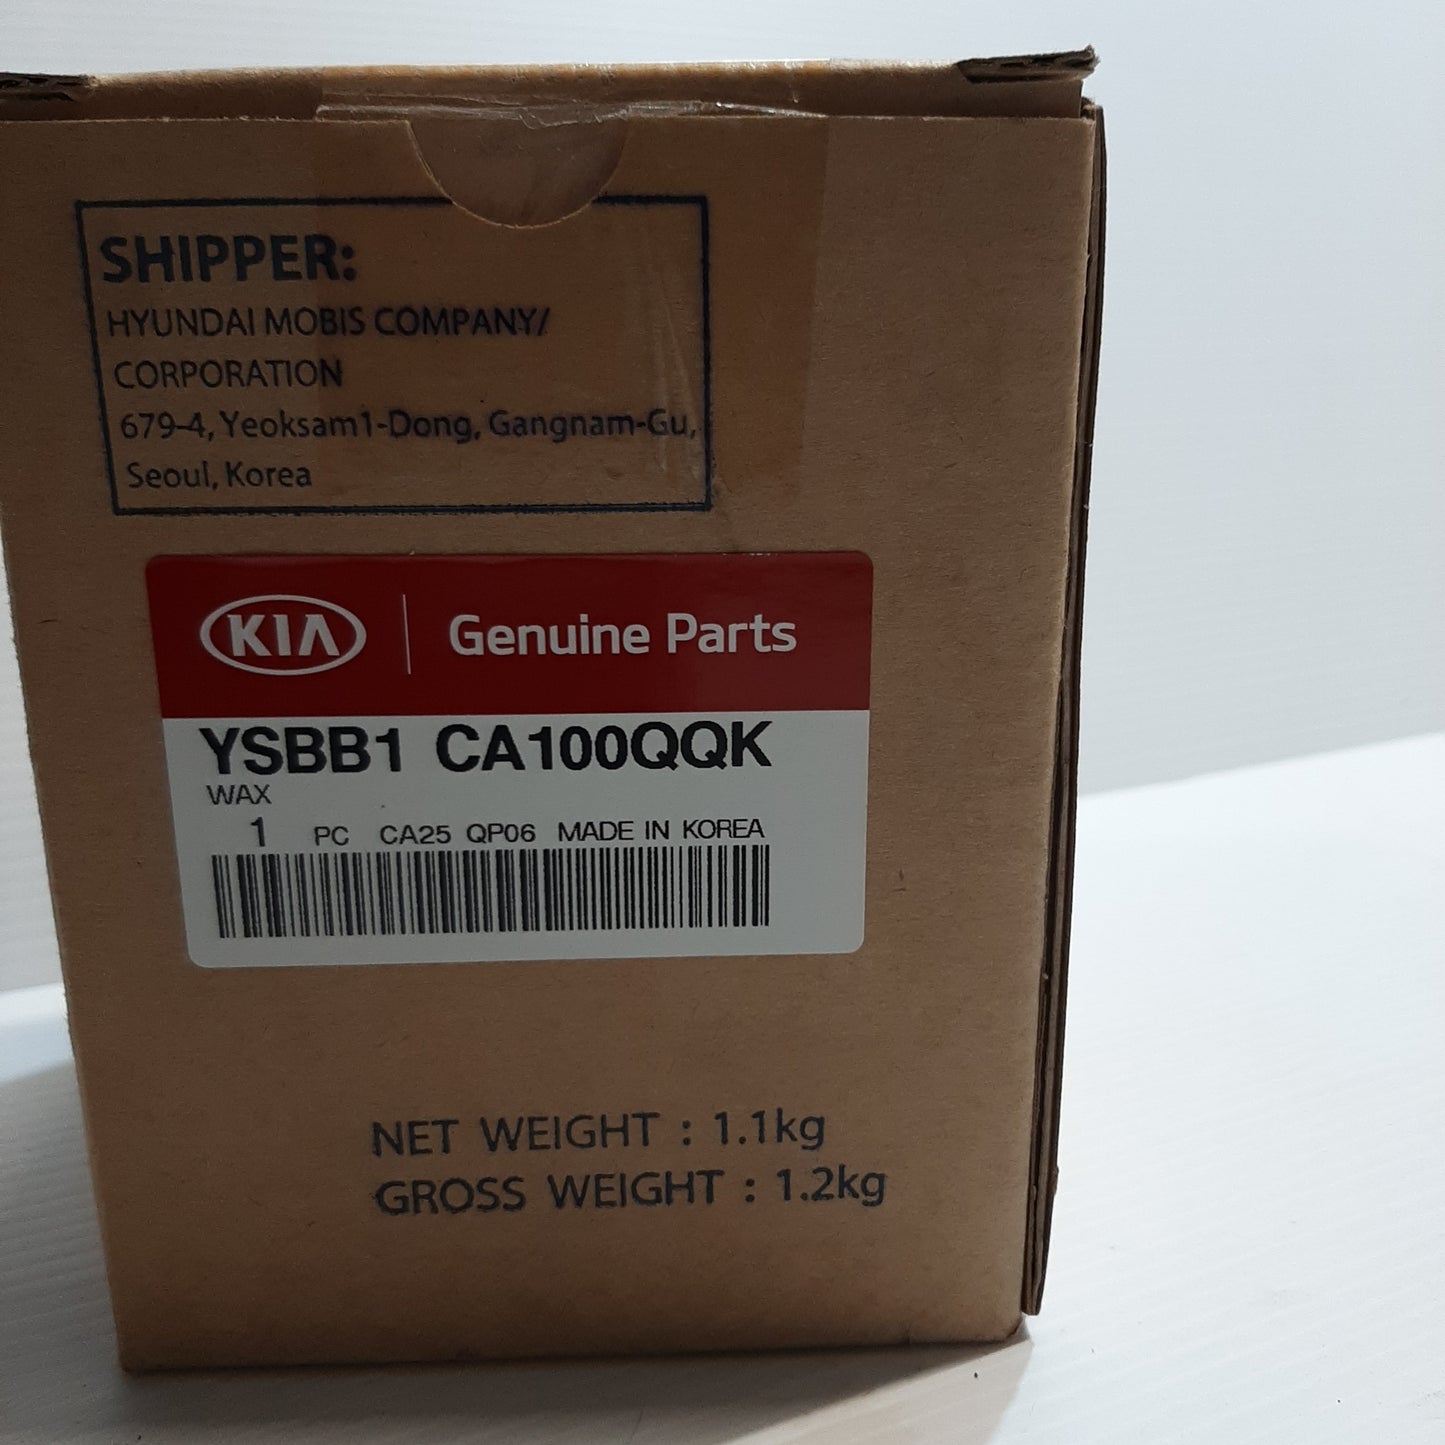 SHIPPER:
HYUNDAI MOBIS COMPANY/
CORPORATION
679-4, Yeoksam1-Dong, Gangnam-Gu,
Seoul, Korea
KIA Genuine Parts
YSBB1 CA100QQK
WAX
1 PC CA25 QP06 MADE IN KOREA
NET WEIGHT : 1.1kg
GROSS WEIGHT : 1.2kg